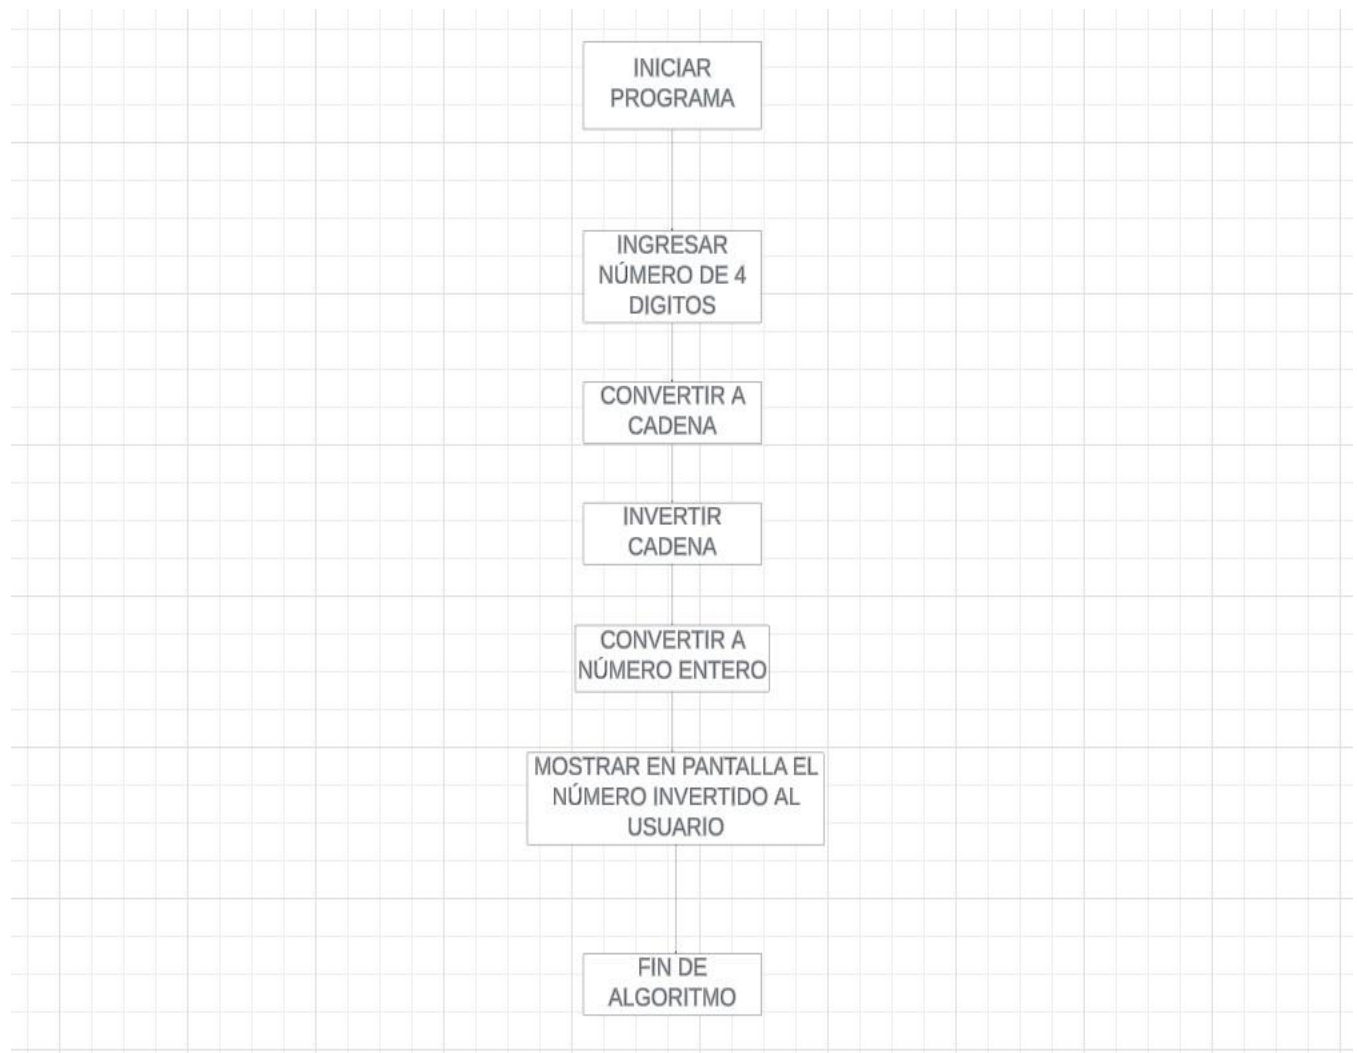 INICIAR
PROGRAMA
INGRESAR
NÚMERO DE 4
DIGITOS
CONVERTIR A
CADENA
INVERTIR
CADENA
CONVERTIR A
NÚMERO ENTERO
MOSTRAR EN PANTALLA EL
NÚMERO INVERTIDO AL
USUARIO
FIN DE
ALGORITMO